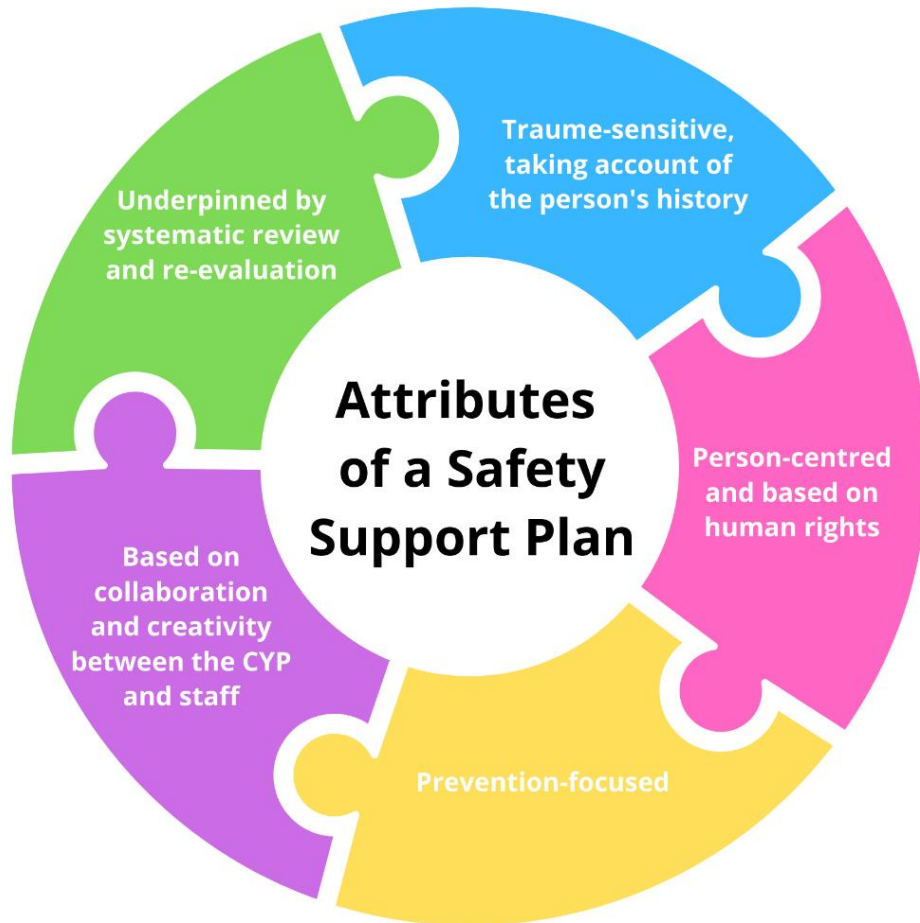 Attributes
of a Safety
Support Plan
Traume-sensitive,
taking account of
the person's history
Person-centred
and based on
human rights
Prevention-focused
Based on
collaboration
and creativity
between the CYP
and staff
Underpinned by
systematic review
and re-evaluation